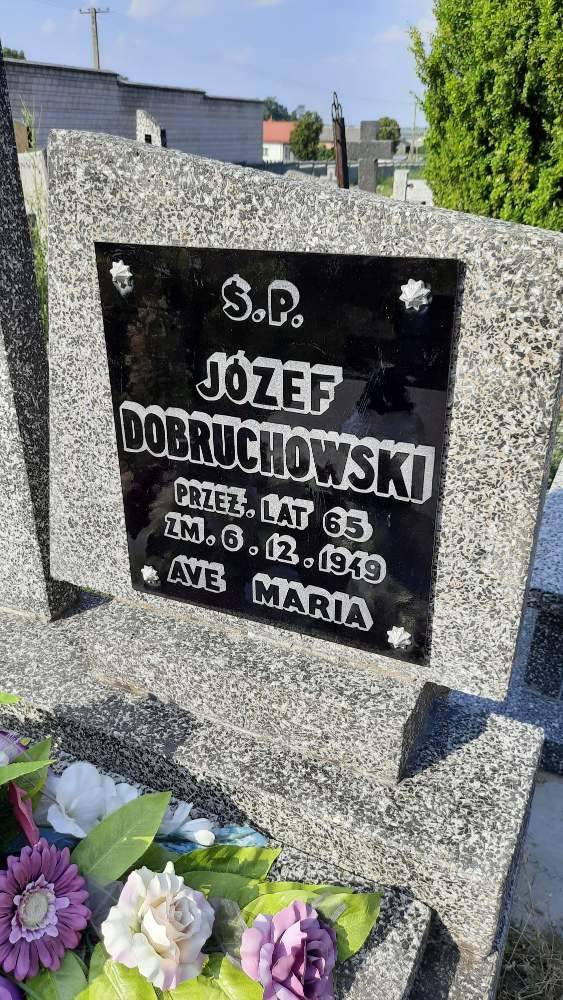 Ś.P.
JÓZEF
DOBRUCHOWSKI
PRZEŻ. LAT 65
ZM. 6.12.1949
AVE MARIA